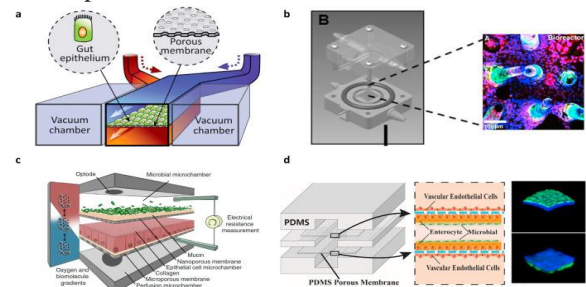 a
Gut
epithelium
Porous
membrane
Vacuum
chamber
Vacuum
chamber
b
B
A
Bioreactor
c
Optode
Microbial microchamber
Electrical
resistance
measurement
Mucin
Nanoporous membrane
Epithelial cell microchamber
Collagen
Microporous membrane
Perfusion microchamber
Oxygen and
biomolecule
gradients
d
PDMS
PDMS Porous Membrane
Vascular Endothelial Cells
Enterocyte
Microbial
Vascular Endothelial Cells